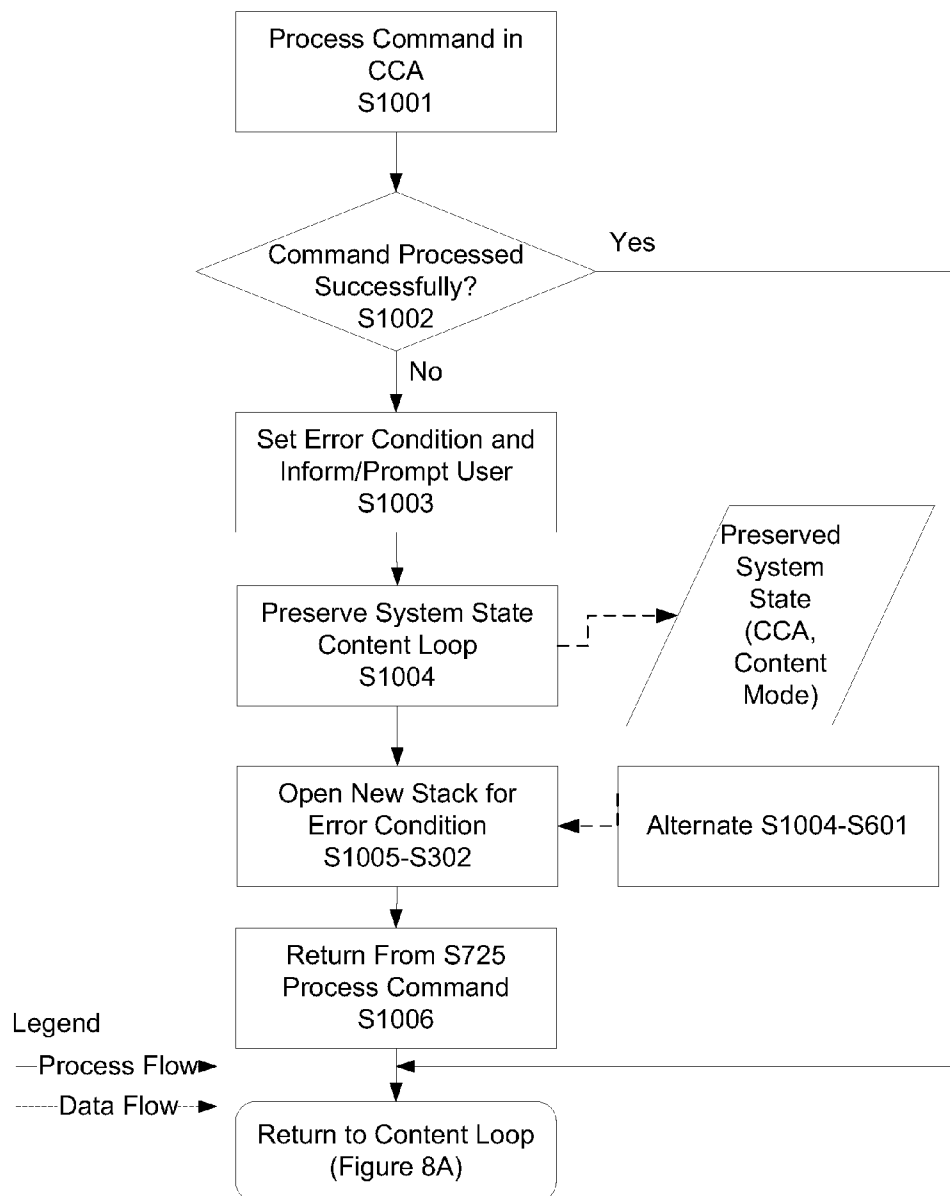 Process Command in
CCA
S1001
Command Processed
Successfully?
S1002
Yes
No
Set Error Condition and
Inform/Prompt User
S1003
Preserve System State
Content Loop
S1004
Preserved
System
State
(CCA,
Content
Mode)
Open New Stack for
Error Condition
S1005-S302
Alternate S1004-S601
Return From S725
Process Command
S1006
Legend
Process Flow
Data Flow
Return to Content Loop
(Figure 8A)